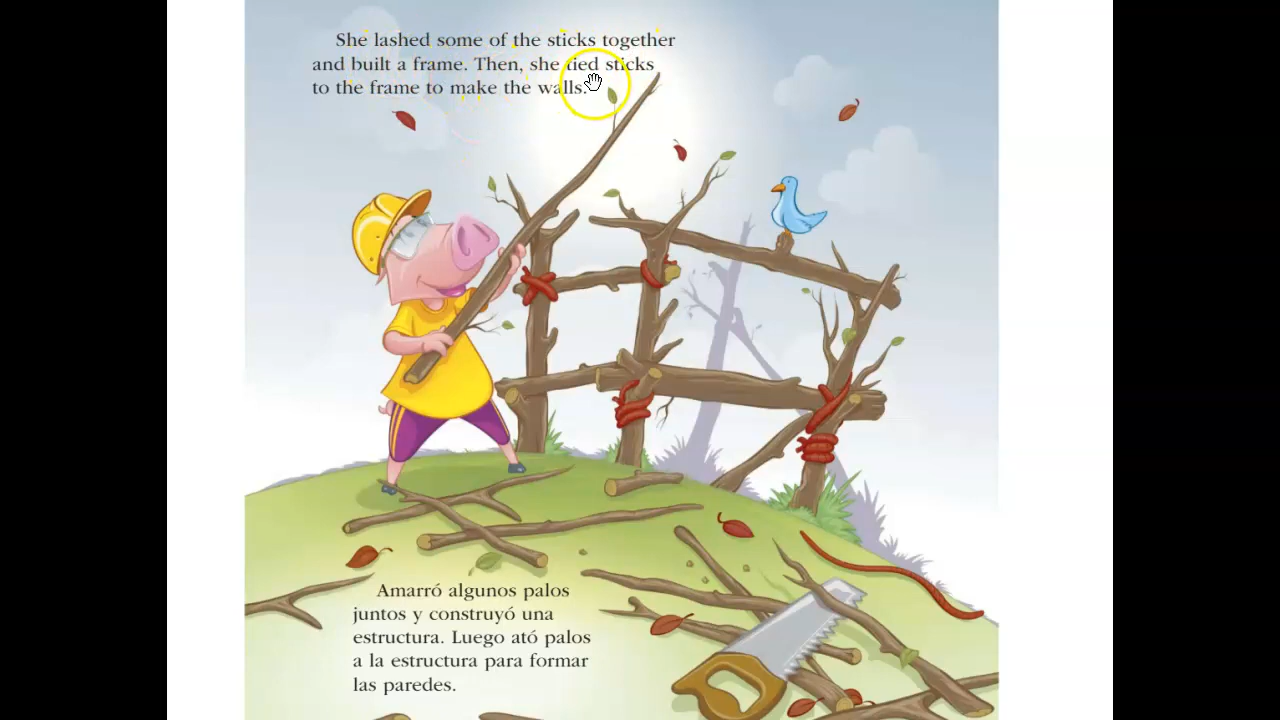 She lashed some of the sticks together
and built a frame. Then, she tied sticks
to the frame to make the walls.
Amarró algunos palos
juntos y construyó una
estructura. Luego ató palos
a la estructura para formar
las paredes.